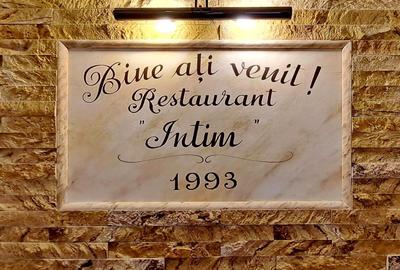 Bine ați venit!
Restaurant
"Intim"
1993